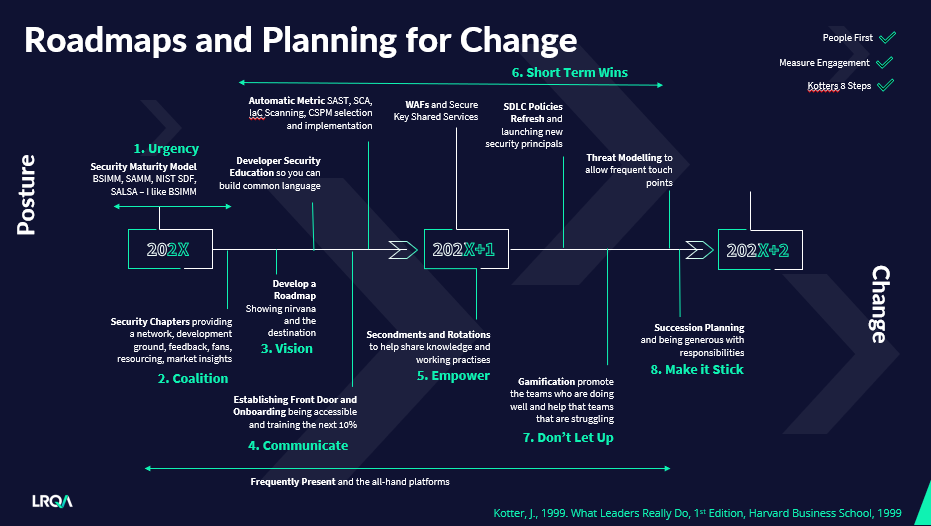 Roadmaps and Planning for Change
People First
Measure Engagement
Kotters 8 Steps
6. Short Term Wins
Automatic Metric SAST, SCA,
IaC Scanning, CSPM selection
and implementation
WAFs and Secure
Key Shared Services
SDLC Policies
Refresh and
launching new
security principals
1. Urgency
Security Maturity Model
BSIMM, SAMM, NIST SDF,
SALSA – I like BSIMM
Developer Security
Education so you can
build common language
Threat Modelling to
allow frequent touch
points
Posture
202X
202X+1
202X+2
Change
Security Chapters providing
a network, development
ground, feedback, fans,
resourcing, market insights
2. Coalition
Develop a
Roadmap
Showing nirvana
and the
destination
3. Vision
Establishing Front Door and
Onboarding being accessible
and training the next 10%
4. Communicate
Secondments and Rotations
to help share knowledge and
working practises
5. Empower
Gamification promote
the teams who are doing
well and help that teams
that are struggling
7. Don’t Let Up
Succession Planning
and being generous with
responsibilities
8. Make it Stick
Frequently Present and the all-hand platforms
LRQA
Kotter, J., 1999. What Leaders Really Do, 1st Edition, Harvard Business School, 1999